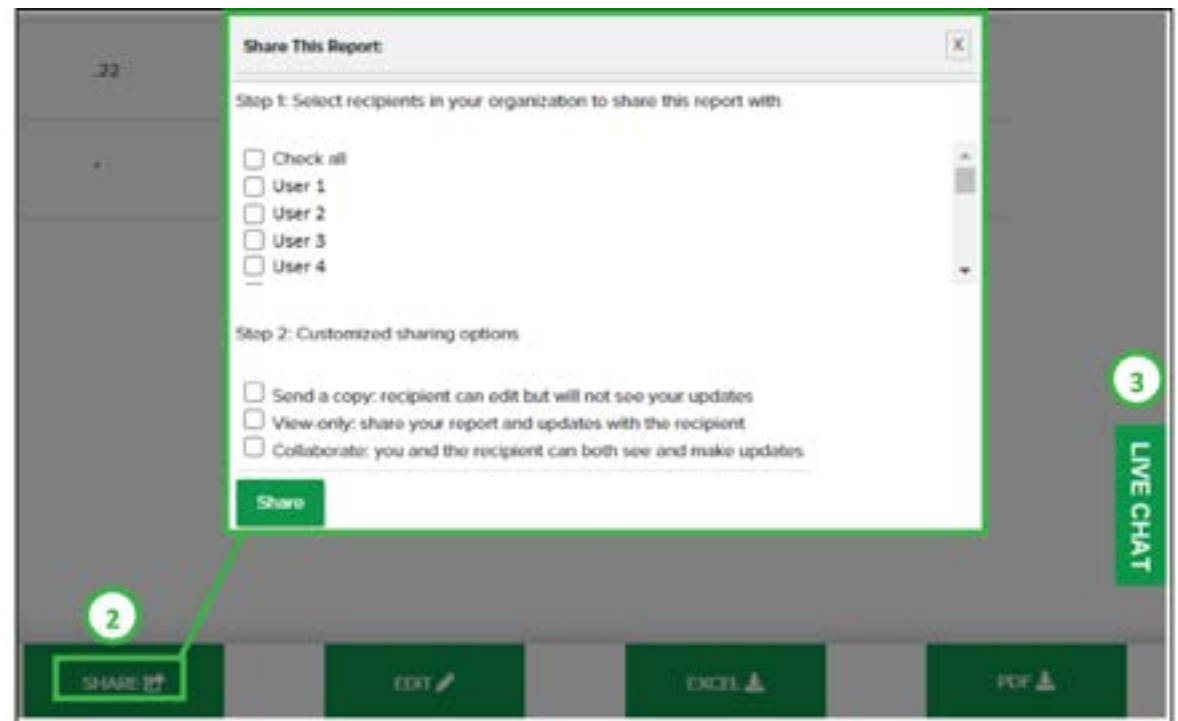 Share This Report:
X
.22
Step 1: Select recipients in your organization to share this report with
Check all
User 1
User 2
User 3
User 4
Step 2: Customized sharing options
Send a copy: recipient can edit but will not see your updates
View-only: share your report and updates with the recipient
Collaborate: you and the recipient can both see and make updates
Share
3
LIVE CHAT
2
SHARE
EDIT
EXCEL
PDF